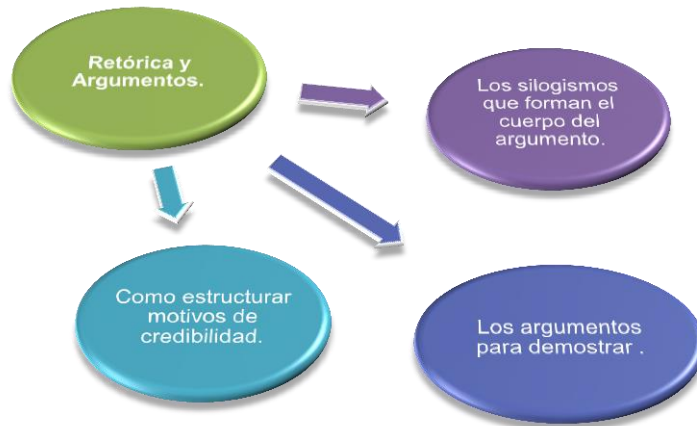 Retórica y
Argumentos.
Los silogismos
que forman el
cuerpo del
argumento.
Como estructurar
motivos de
credibilidad.
Los argumentos
para demostrar .